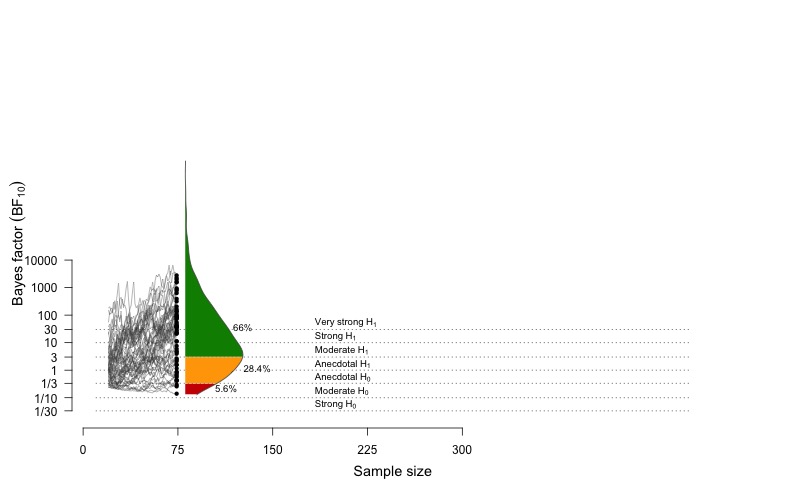 Bayes factor (BF₁₀)
10000
1000
100
30
10
3
1
1/3
1/10
1/30
66%
28.4%
5.6%
Very strong H₁
Strong H₁
Moderate H₁
Anecdotal H₁
Anecdotal H₀
Moderate H₀
Strong H₀
0 75 150 225 300
Sample size